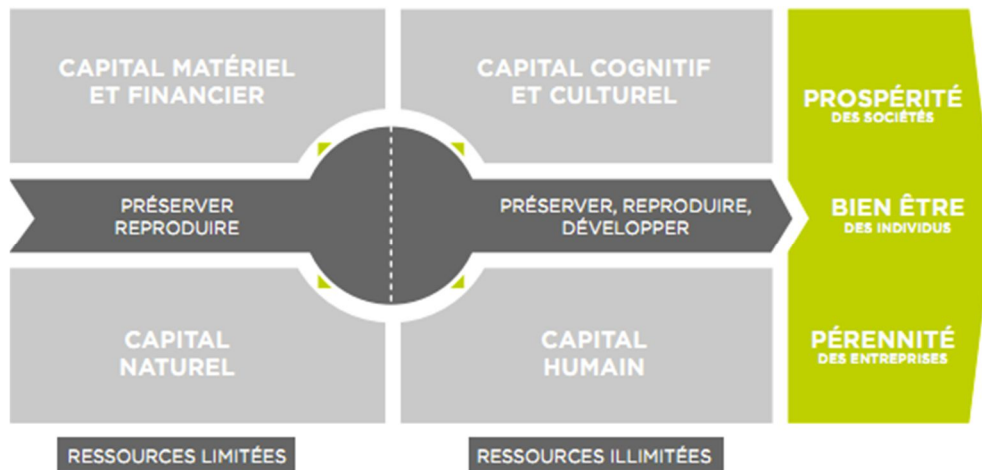 CAPITAL MATÉRIEL
ET FINANCIER
CAPITAL COGNITIF
ET CULTUREL
PROSPÉRITÉ
DES SOCIÉTÉS
PRÉSERVER
REPRODUIRE
PRÉSERVER, REPRODUIRE,
DÉVELOPPER
BIEN ÊTRE
DES INDIVIDUS
CAPITAL
NATUREL
CAPITAL
HUMAIN
PÉRENNITÉ
DES ENTREPRISES
RESSOURCES LIMITÉES
RESSOURCES ILLIMITÉES